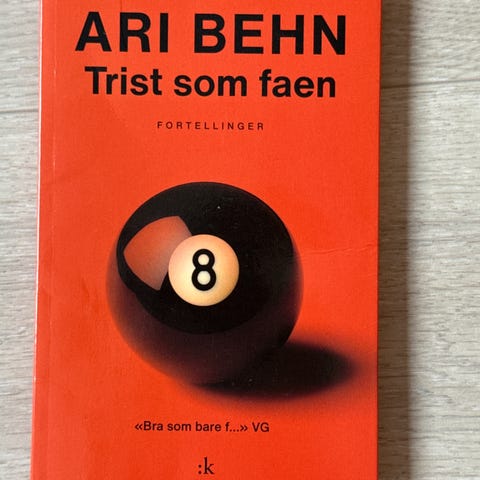 ARI BEHN
Trist som faen
FORTELLINGER
8
«Bra som bare f...» VG
:k